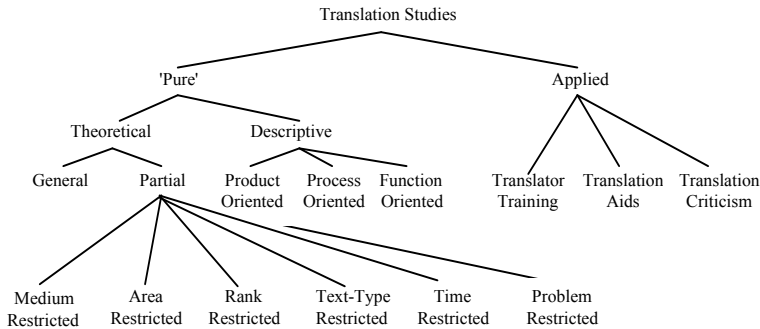 Translation Studies
'Pure' Applied
Theoretical Descriptive
General Partial Product Process Function Translator Translation Translation
Oriented Oriented Oriented Training Aids Criticism
Medium Area Rank Text-Type Time Problem
Restricted Restricted Restricted Restricted Restricted Restricted